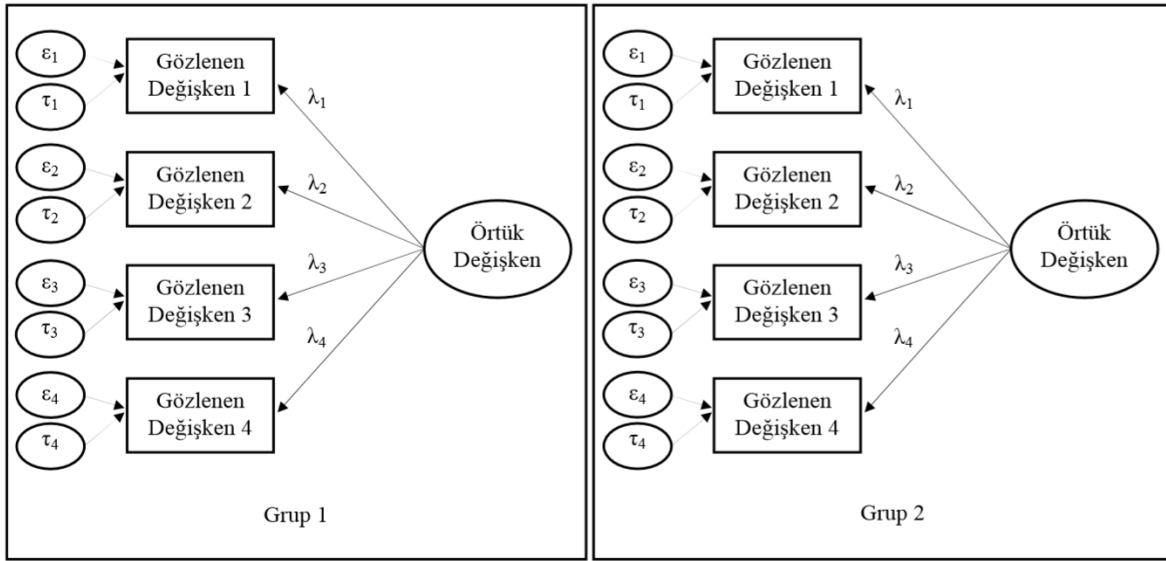 ε1
Gözlenen
Değişken 1
τ1
λ1
ε2
Gözlenen
Değişken 2
τ2
λ2
Örtük
Değişken
ε3
Gözlenen
Değişken 3
τ3
λ3
ε4
Gözlenen
Değişken 4
τ4
λ4
Grup 1
ε1
Gözlenen
Değişken 1
τ1
λ1
ε2
Gözlenen
Değişken 2
τ2
λ2
Örtük
Değişken
ε3
Gözlenen
Değişken 3
τ3
λ3
ε4
Gözlenen
Değişken 4
τ4
λ4
Grup 2